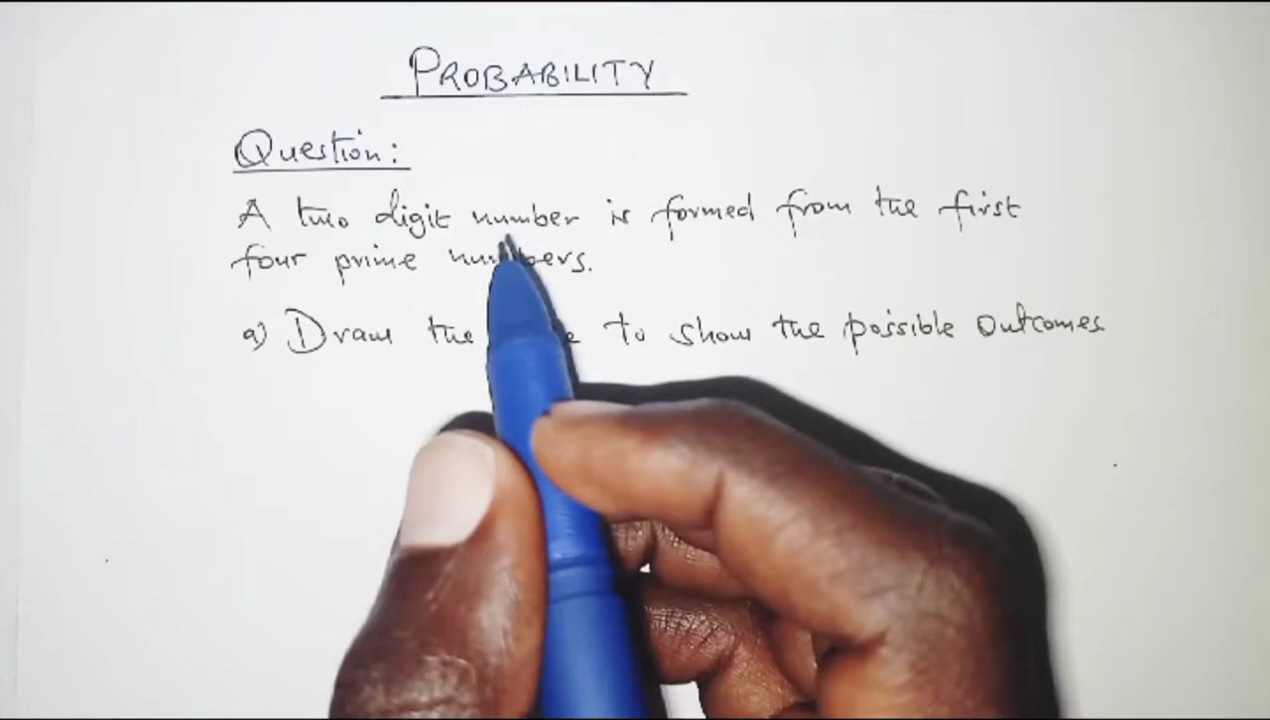 PROBABILITY
Question:
A two digit number is formed from the first
four prime numbers.
a) Draw the to show the possible outcomes